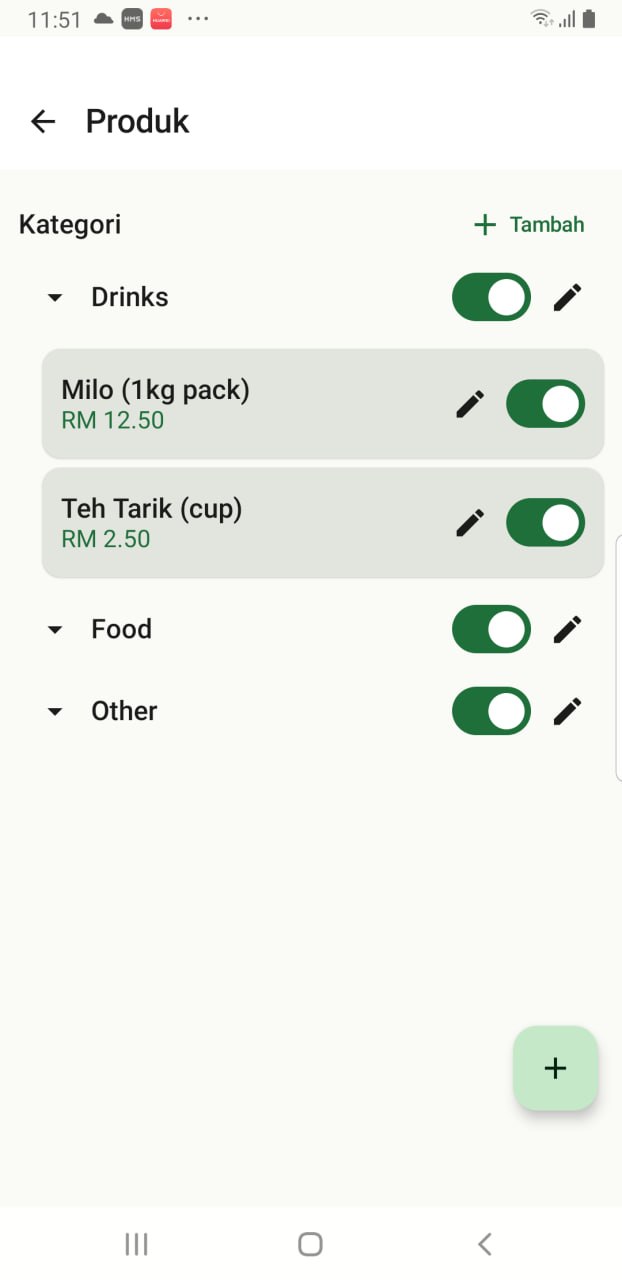 11:51
HMS
Produk
Kategori
+ Tambah
Drinks
Milo (1kg pack)
RM 12.50
Teh Tarik (cup)
RM 2.50
Food
Other
+